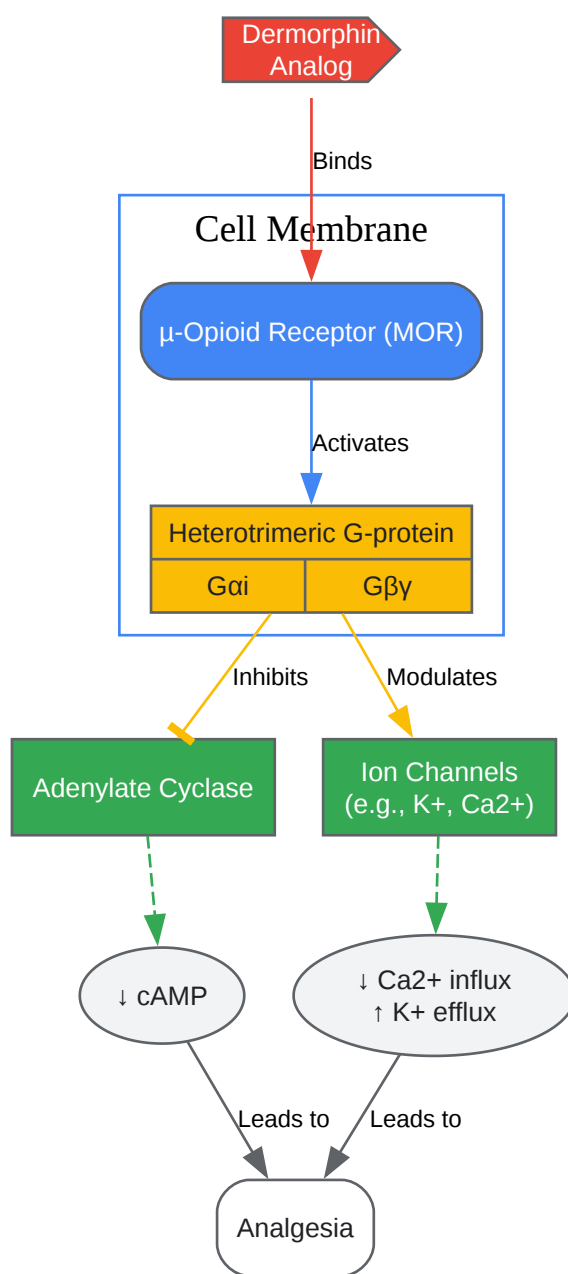 Dermorphin
Analog
Binds
Cell Membrane
µ-Opioid Receptor (MOR)
Activates
Heterotrimeric G-protein
Gαi
Gβγ
Inhibits
Modulates
Adenylate Cyclase
Ion Channels
(e.g., K+, Ca2+)
↓ cAMP
↓ Ca2+ influx
↑ K+ efflux
Leads to
Leads to
Analgesia